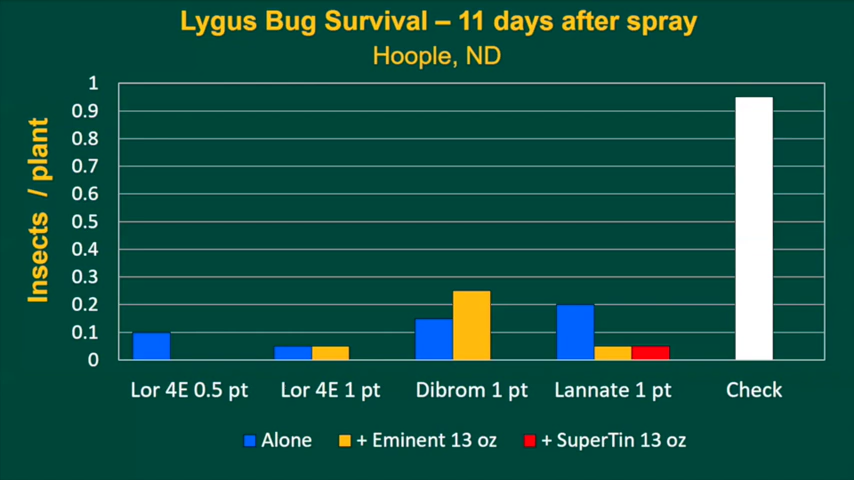 Lygus Bug Survival – 11 days after spray
Hoople, ND
Insects / plant
1
0.9
0.8
0.7
0.6
0.5
0.4
0.3
0.2
0.1
0
Lor 4E 0.5 pt
Lor 4E 1 pt
Dibrom 1 pt
Lannate 1 pt
Check
Alone
+ Eminent 13 oz
+ SuperTin 13 oz